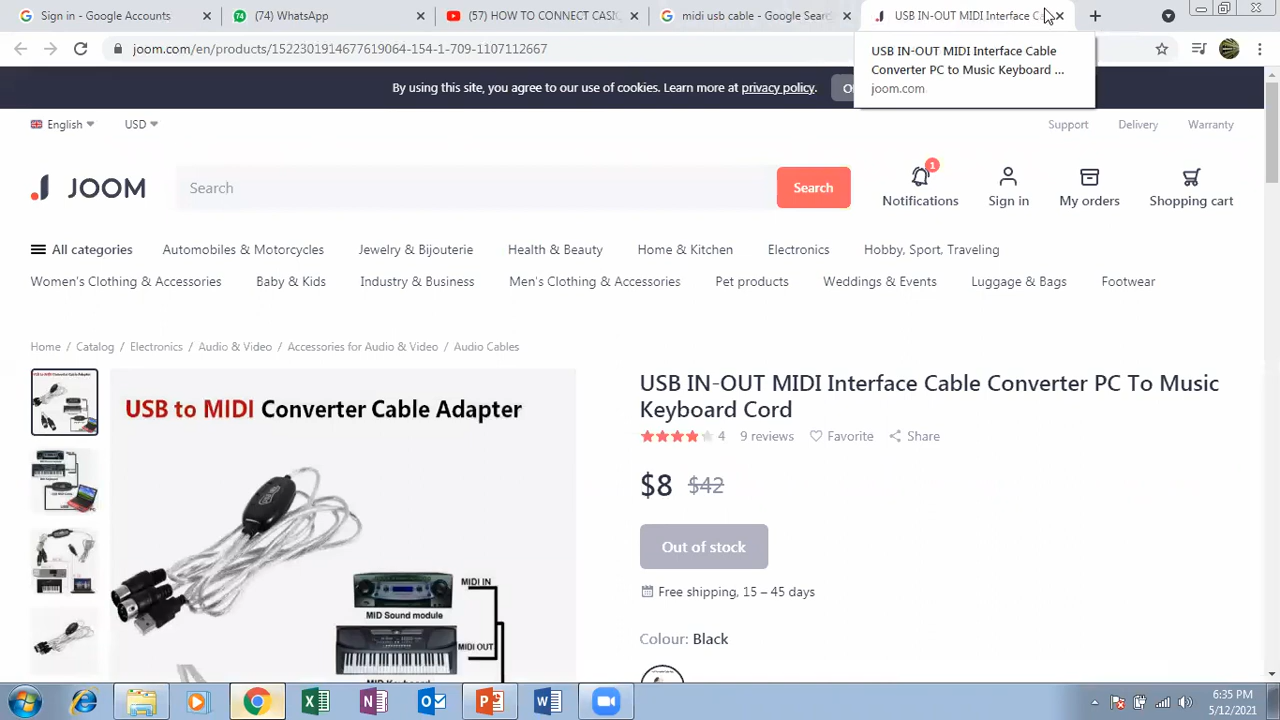 Sign in - Google Accounts
(74) WhatsApp
(57) HOW TO CONNECT CASIO
midi usb cable - Google Search
USB IN-OUT MIDI Interface C
joom.com/en/products/1522301914677619064-154-1-709-1107112667
USB IN-OUT MIDI Interface Cable
Converter PC to Music Keyboard ...
joom.com
By using this site, you agree to our use of cookies. Learn more at privacy policy.
English
USD
Support
Delivery
Warranty
JOOM
Search
Search
1
Notifications
Sign in
My orders
Shopping cart
All categories
Automobiles & Motorcycles
Jewelry & Bijouterie
Health & Beauty
Home & Kitchen
Electronics
Hobby, Sport, Traveling
Women's Clothing & Accessories
Baby & Kids
Industry & Business
Men's Clothing & Accessories
Pet products
Weddings & Events
Luggage & Bags
Footwear
Home / Catalog / Electronics / Audio & Video / Accessories for Audio & Video / Audio Cables
USB to MIDI Converter Cable Adapter
MIDI IN
MID Sound module
MIDI OUT
USB IN-OUT MIDI Interface Cable Converter PC To Music
Keyboard Cord
4
9 reviews
Favorite
Share
$8 $42
Out of stock
Free shipping, 15 – 45 days
Colour: Black
6:35 PM
5/12/2021